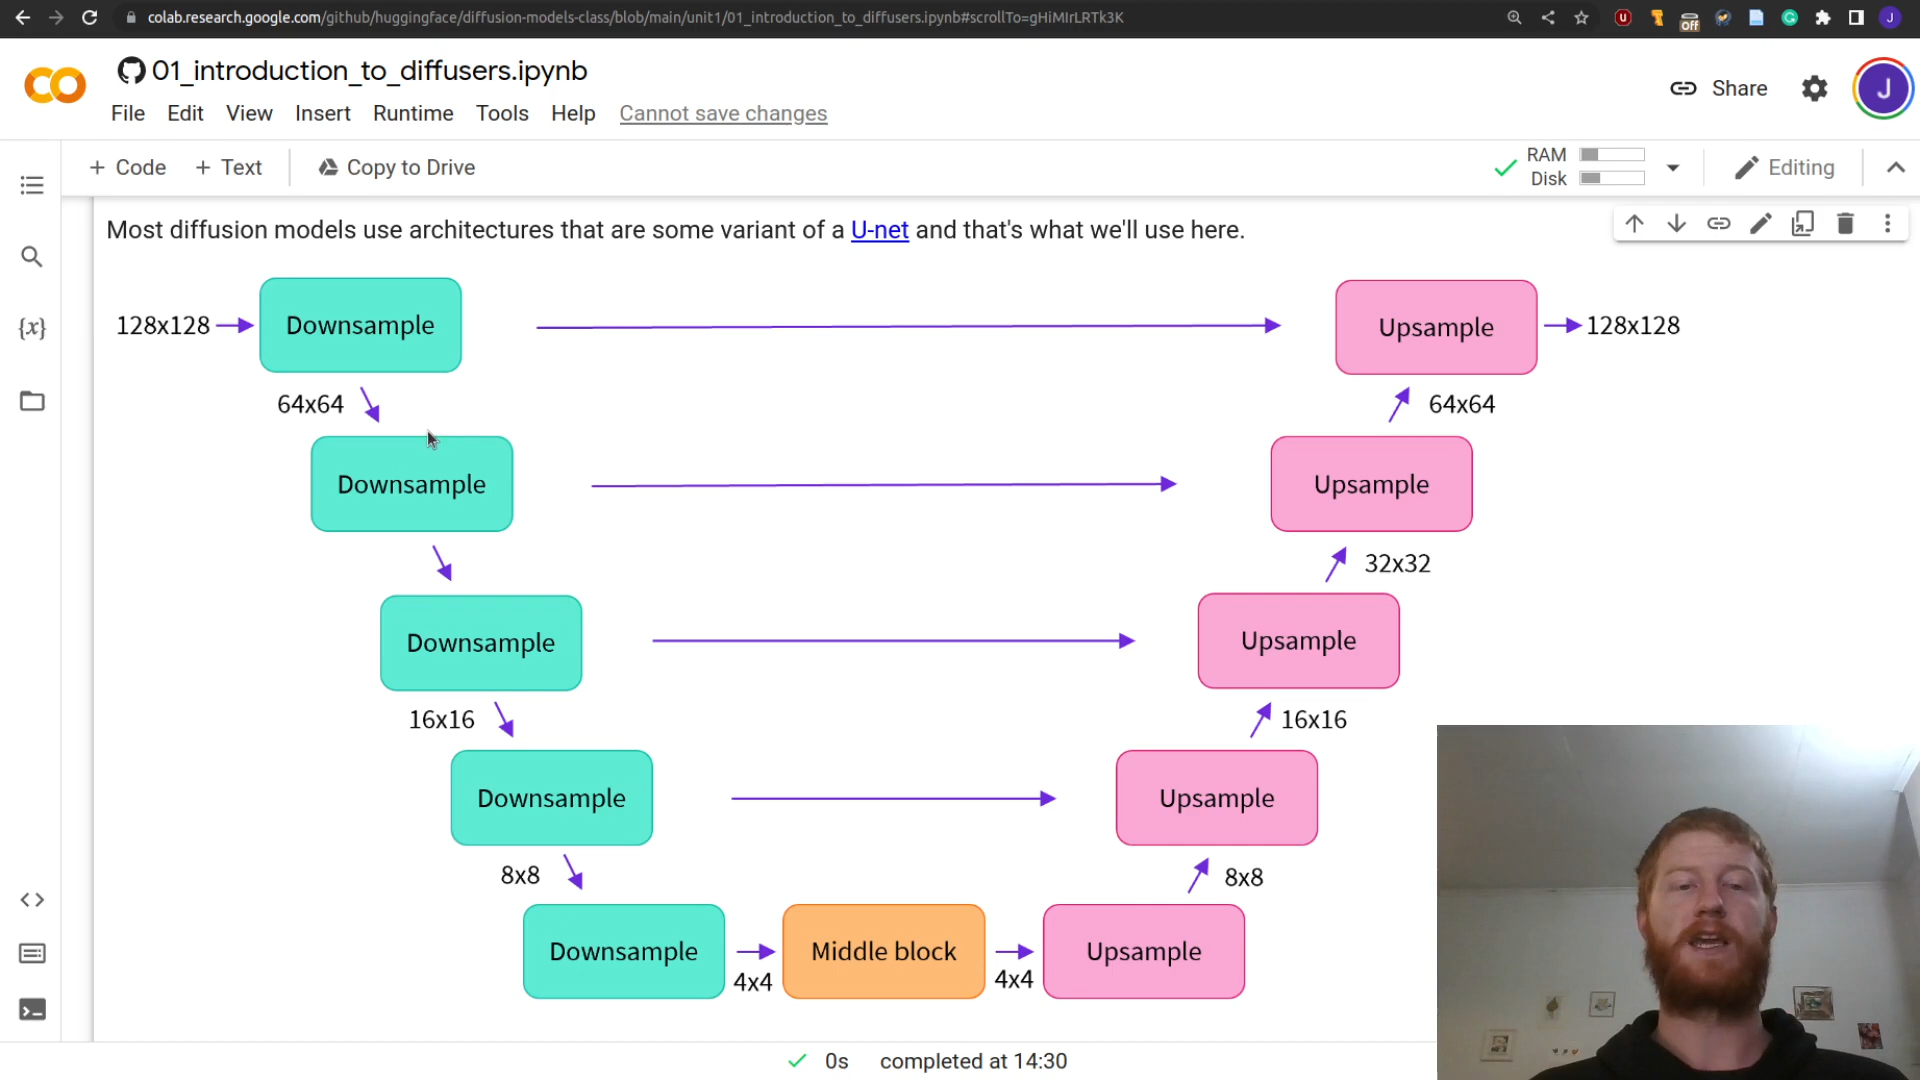 colab.research.google.com/github/huggingface/diffusion-models-class/blob/main/unit1/01_introduction_to_diffusers.ipynb#scrollTo=gHiMIrLRTk3K
Off
J
01_introduction_to_diffusers.ipynb
File Edit View Insert Runtime Tools Help Cannot save changes
Share
J
+ Code + Text Copy to Drive
RAM
Disk
Editing
Most diffusion models use architectures that are some variant of a U-net and that's what we'll use here.
{x}
128x128 Downsample Upsample 128x128
64x64 64x64
Downsample Upsample
32x32
Downsample Upsample
16x16 16x16
Downsample Upsample
8x8 8x8
Downsample Middle block Upsample
4x4 4x4
0s completed at 14:30